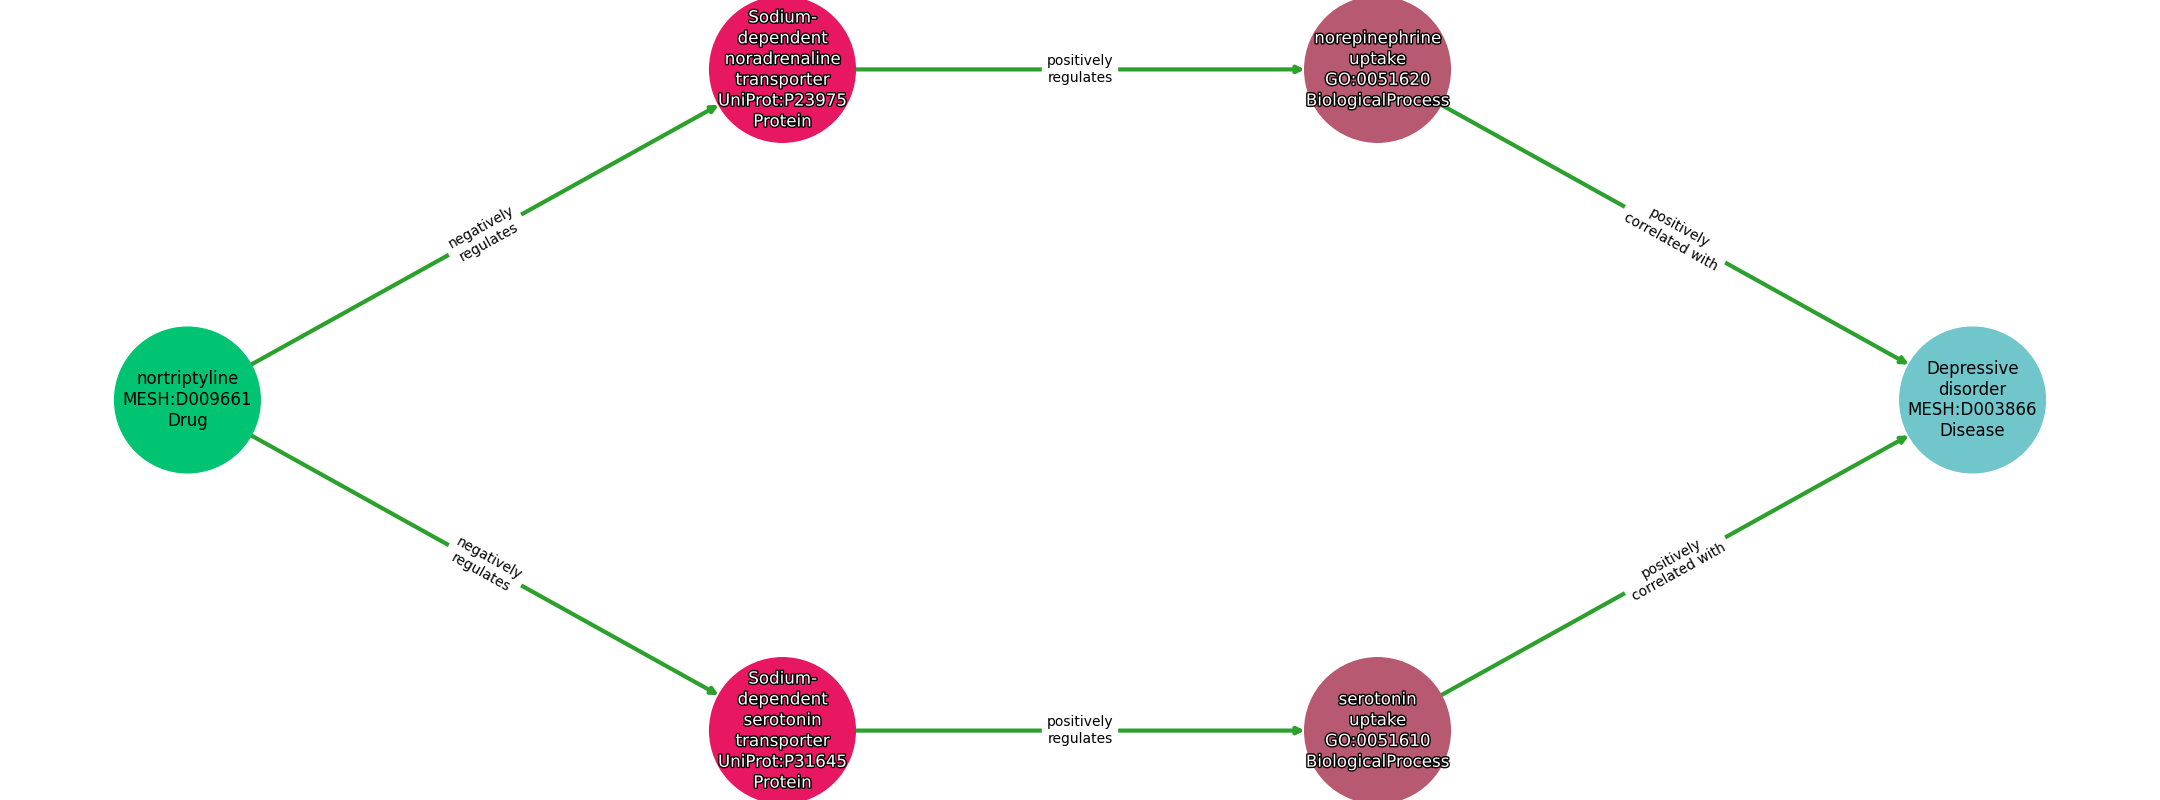 Sodium-
dependent
noradrenaline
transporter
UniProt:P23975
Protein
positively
regulates
norepinephrine
uptake
GO:0051620
BiologicalProcess
negatively
regulates
positively
correlated with
nortriptyline
MESH:D009661
Drug
Depressive
disorder
MESH:D003866
Disease
negatively
regulates
positively
correlated with
Sodium-
dependent
serotonin
transporter
UniProt:P31645
Protein
positively
regulates
serotonin
uptake
GO:0051610
BiologicalProcess